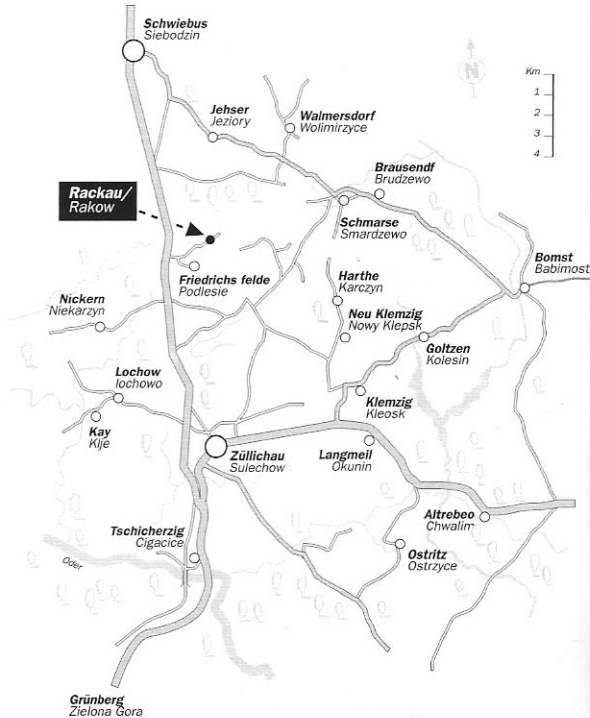 Schwiebus
Siebodzin
N
Km
1
2
3
4
Jehser
Jeziory
Walmersdorf
Wolimirzyce
Brausendf
Brudzewo
Rackau/
Rakow
Schmarse
Smardzewo
Friedrichs felde
Podlesie
Harthe
Karczyn
Bomst
Babimost
Nickern
Niekarzyn
Neu Klemzig
Nowy Klepsk
Goltzen
Kolesin
Lochow
lochowo
Klemzig
Kleosk
Kay
Klje
Züllichau
Sulechow
Langmeil
Okunin
Altrebeo
Chwalim
Tschicherzig
Cigacice
Ostritz
Ostrzyce
Oder
Grünberg
Zielona Gora